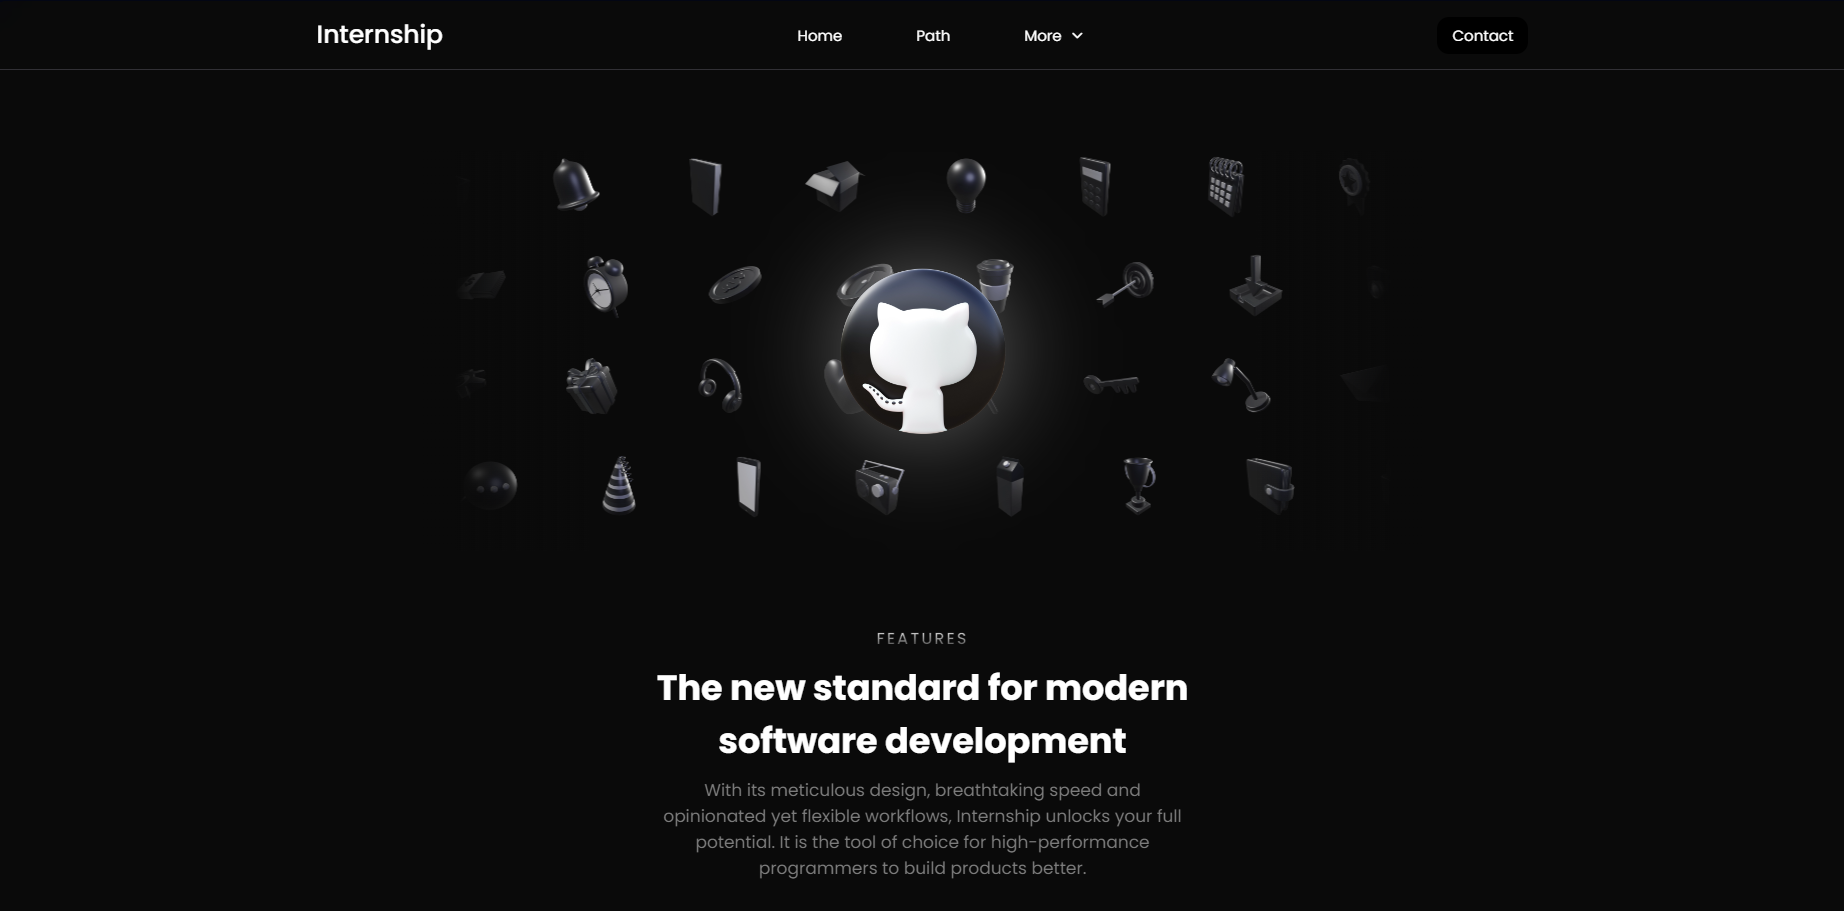 Internship
Home
Path
More
Contact
FEATURES
The new standard for modern
software development
With its meticulous design, breathtaking speed and
opinionated yet flexible workflows, Internship unlocks your full
potential. It is the tool of choice for high-performance
programmers to build products better.